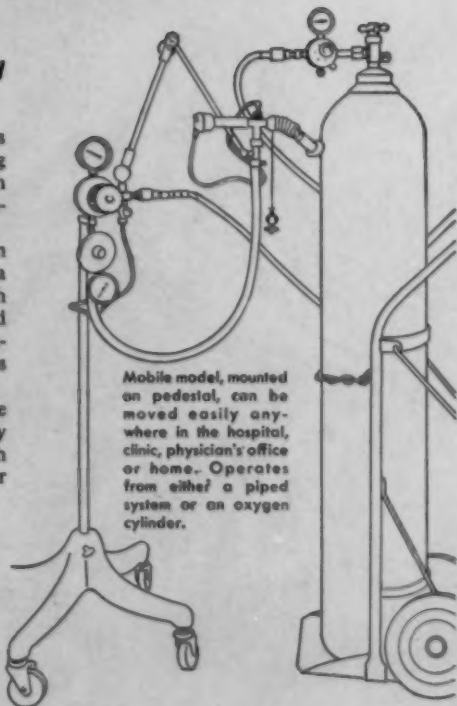 Mobile model, mounted
on pedestal, can be
moved easily any-
where in the hospital,
clinic, physician's office
or home. Operates
from either a piped
system or an oxygen
cylinder.